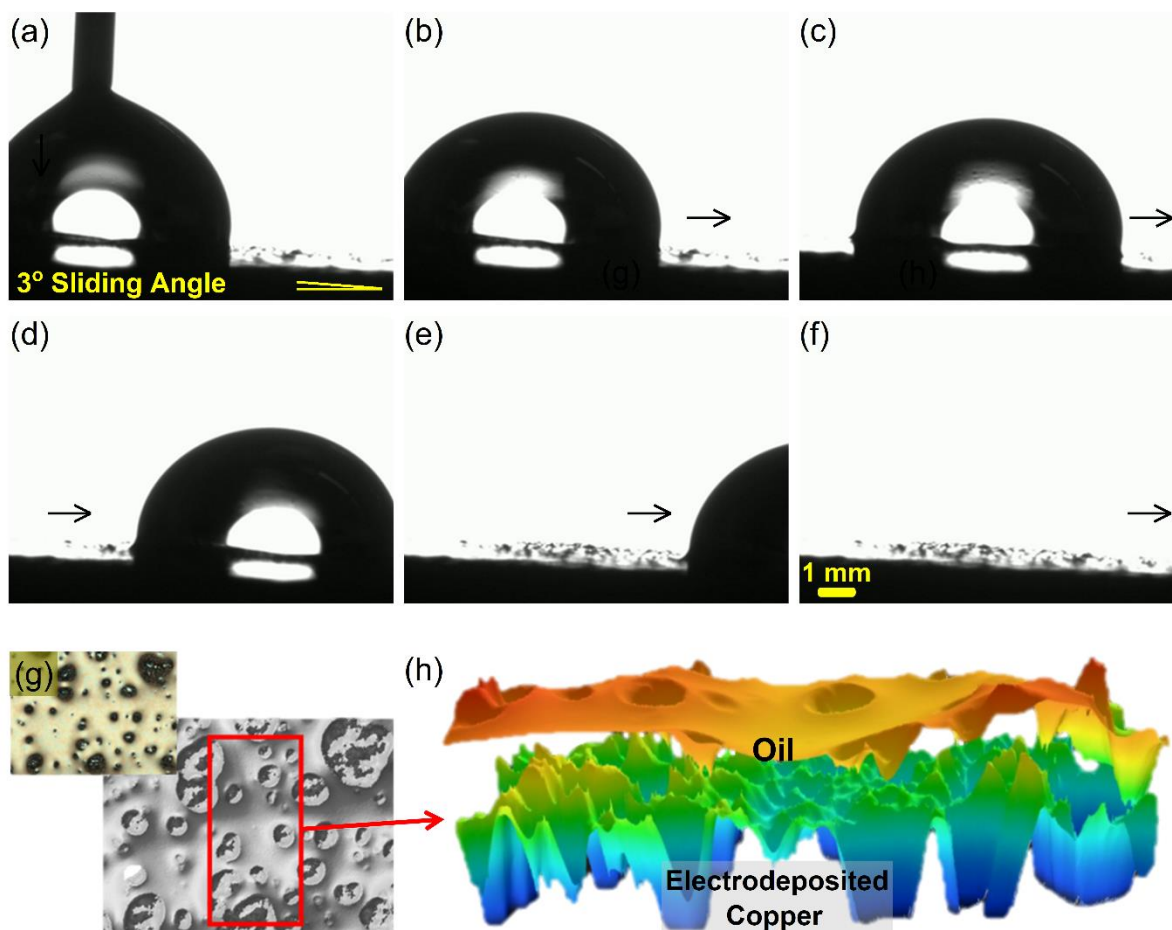 (a)
(b)
(c)
3° Sliding Angle
(g)
(h)
(d)
(e)
(f)
1 mm
(g)
(h)
Oil
Electrodeposited
Copper